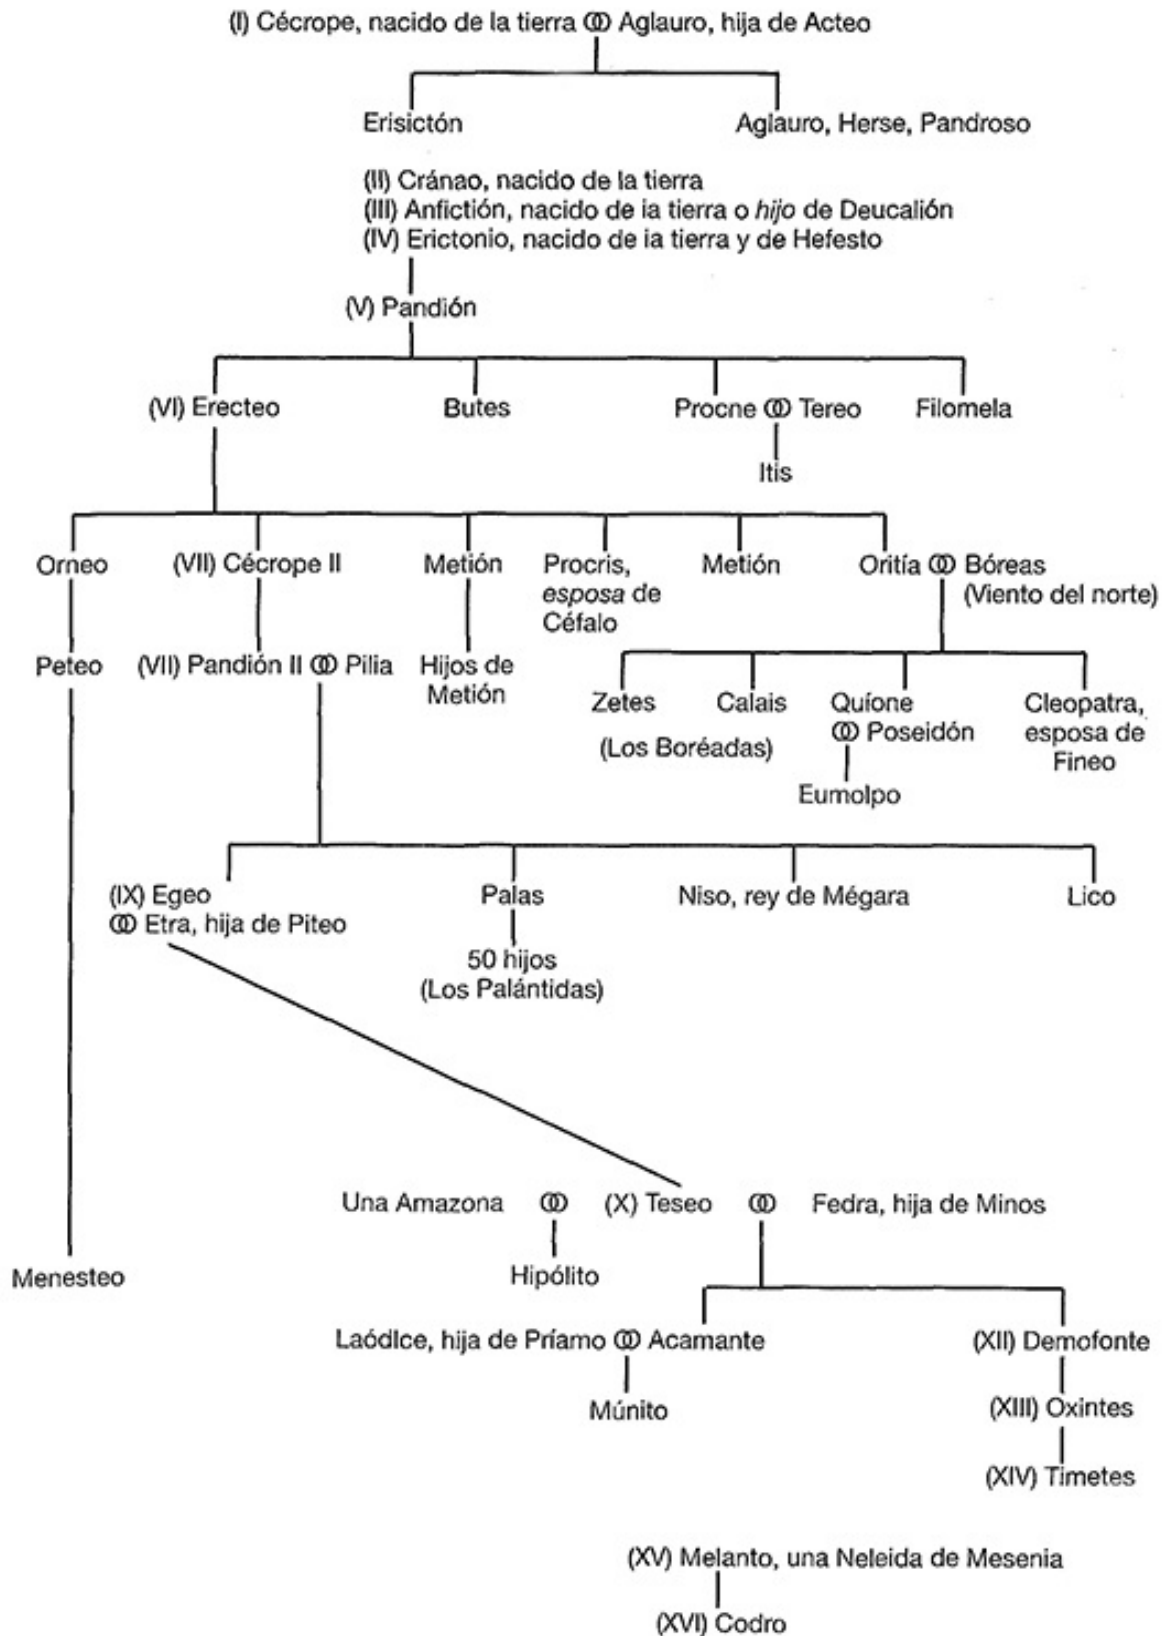 (I) Cécrope, nacido de la tierra ⚭ Aglauro, hija de Acteo
Erisictón
Aglauro, Herse, Pandroso
(II) Cránao, nacido de la tierra
(III) Anfictión, nacido de la tierra o hijo de Deucalión
(IV) Erictonio, nacido de la tierra y de Hefesto
(V) Pandión
(VI) Erecteo
Butes
Procne ⚭ Tereo
Filomela
Itis
Orneo
(VII) Cécrope II
Metión
Procris,
esposa de
Céfalo
Metión
Oritía ⚭ Bóreas
(Viento del norte)
Peteo
(VII) Pandión II ⚭ Pilia
Hijos de
Metión
Zetes
Calais
(Los Boréadas)
Quíone
⚭ Poseidón
Eumolpo
Cleopatra,
esposa de
Fineo
(IX) Egeo
⚭ Etra, hija de Piteo
Palas
50 hijos
(Los Palántidas)
Niso, rey de Mégara
Lico
Una Amazona ⚭ (X) Teseo ⚭ Fedra, hija de Minos
Menesteo
Hipólito
Laódlce, hija de Príamo ⚭ Acamante
(XII) Demofonte
Múnito
(XIII) Oxintes
(XIV) Timetes
(XV) Melanto, una Neleida de Mesenia
(XVI) Codro